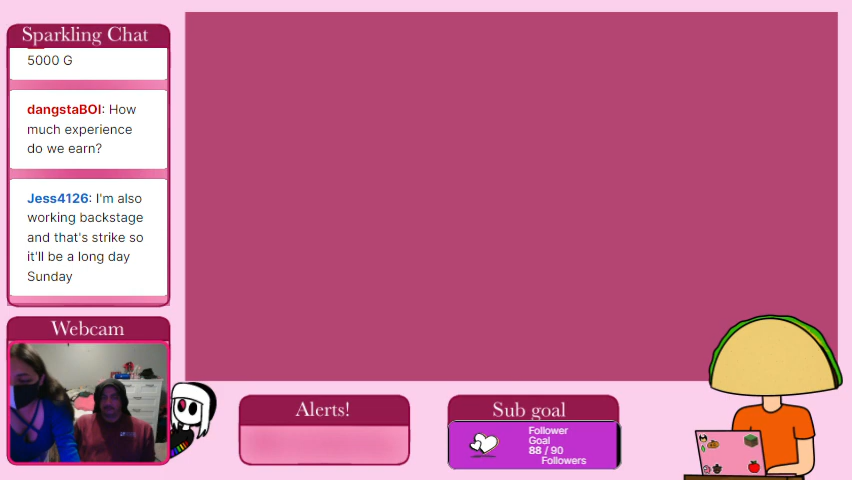 Sparkling Chat
5000 G
dangstaBOI: How
much experience
do we earn?
Jess4126: I'm also
working backstage
and that's strike so
it'll be a long day
Sunday
Webcam
Alerts!
Sub goal
Follower
Goal
88 / 90
Followers